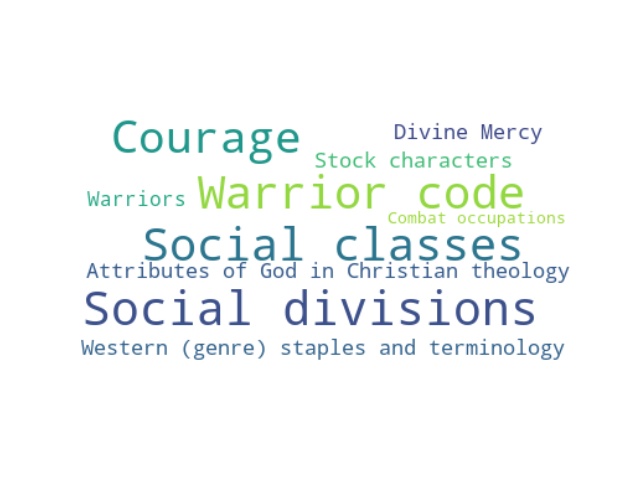 Courage
Divine Mercy
Stock characters
Warriors
Warrior code
Combat occupations
Social classes
Attributes of God in Christian theology
Social divisions
Western (genre) staples and terminology